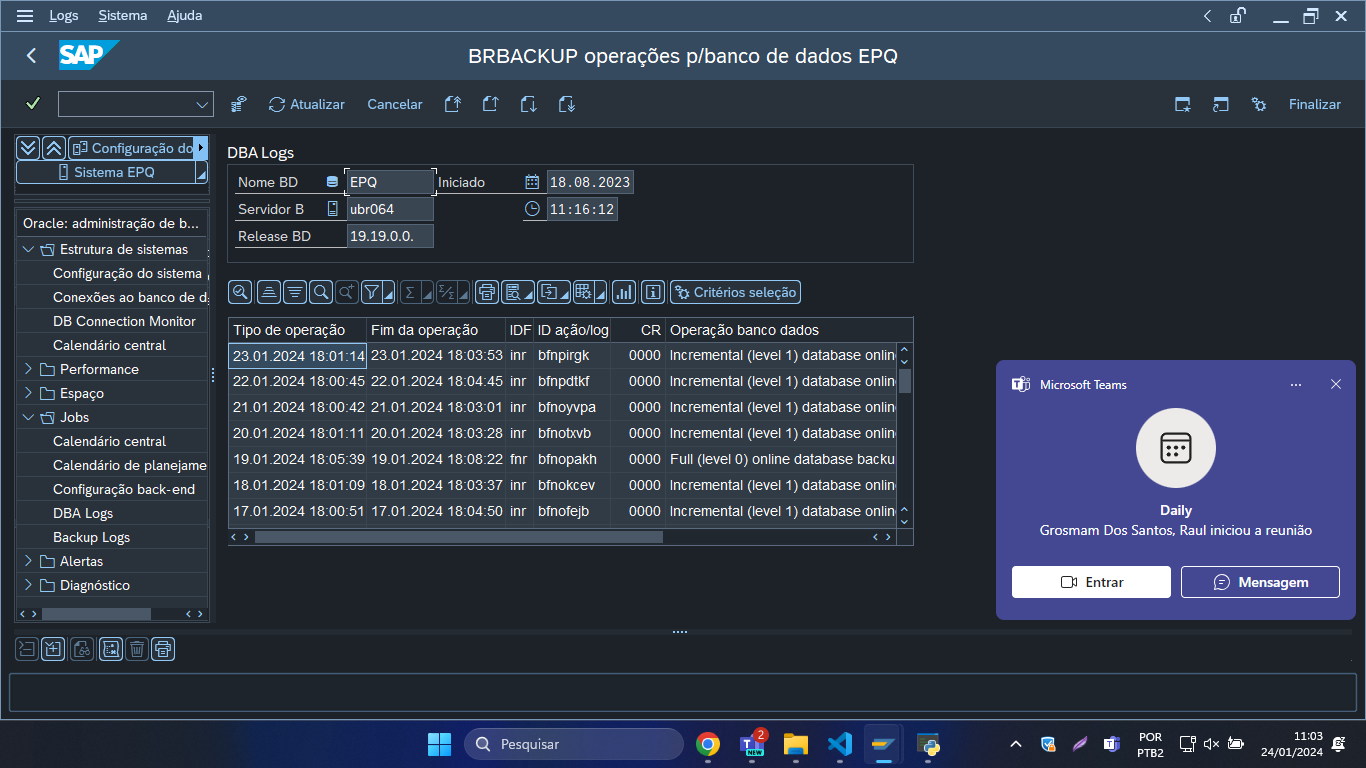 Logs Sistema Ajuda
SAP BRBACKUP operações p/banco de dados EPQ
Atualizar Cancelar Finalizar
Configuração do
Sistema EPQ
Oracle: administração de b...
Estrutura de sistemas
Configuração do sistema
Conexões ao banco de d
DB Connection Monitor
Calendário central
Performance
Espaço
Jobs
Calendário central
Calendário de planejame
Configuração back-end
DBA Logs
Backup Logs
Alertas
Diagnóstico
DBA Logs
Nome BD EPQ Iniciado 18.08.2023
Servidor B ubr064 11:16:12
Release BD 19.19.0.0.
Critérios seleção
Tipo de operação Fim da operação IDF ID ação/log CR Operação banco dados
23.01.2024 18:01:14 23.01.2024 18:03:53 inr bfnpirgk 0000 Incremental (level 1) database onlin
22.01.2024 18:00:45 22.01.2024 18:04:45 inr bfnpdtkf 0000 Incremental (level 1) database onlin
21.01.2024 18:00:42 21.01.2024 18:03:01 inr bfnoyvpa 0000 Incremental (level 1) database onlin
20.01.2024 18:01:11 20.01.2024 18:03:28 inr bfnotxvb 0000 Incremental (level 1) database onlin
19.01.2024 18:05:39 19.01.2024 18:08:22 fnr bfnopakh 0000 Full (level 0) online database backu
18.01.2024 18:01:09 18.01.2024 18:03:37 inr bfnokcev 0000 Incremental (level 1) database onlin
17.01.2024 18:00:51 17.01.2024 18:04:50 inr bfnofejb 0000 Incremental (level 1) database onlin
Microsoft Teams
Daily
Grosmam Dos Santos, Raul iniciou a reunião
Entrar Mensagem
Pesquisar
2
NEW
POR
PTB2
11:03
24/01/2024